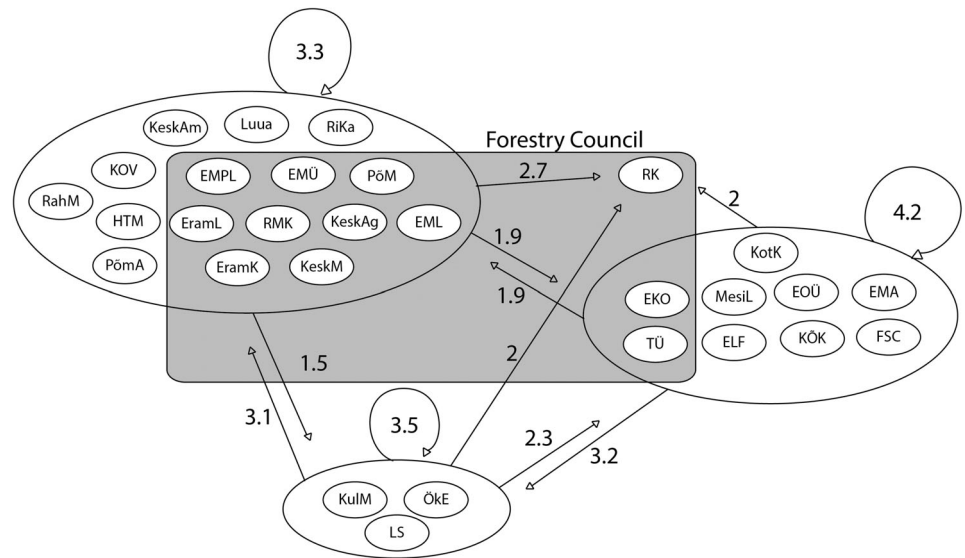 3.3
KeskAm
Luua
RiKa
Forestry Council
KOV
EMPL
EMÜ
PõM
2.7
RK
RahM
HTM
EramL
RMK
KeskAg
EML
2
4.2
1.9
KotK
PõmA
EramK
KeskM
1.9
EKO
MesiL
EOÜ
EMA
TÜ
ELF
KÕK
FSC
1.5
2
3.1
3.5
2.3
3.2
KulM
ÖkE
LS